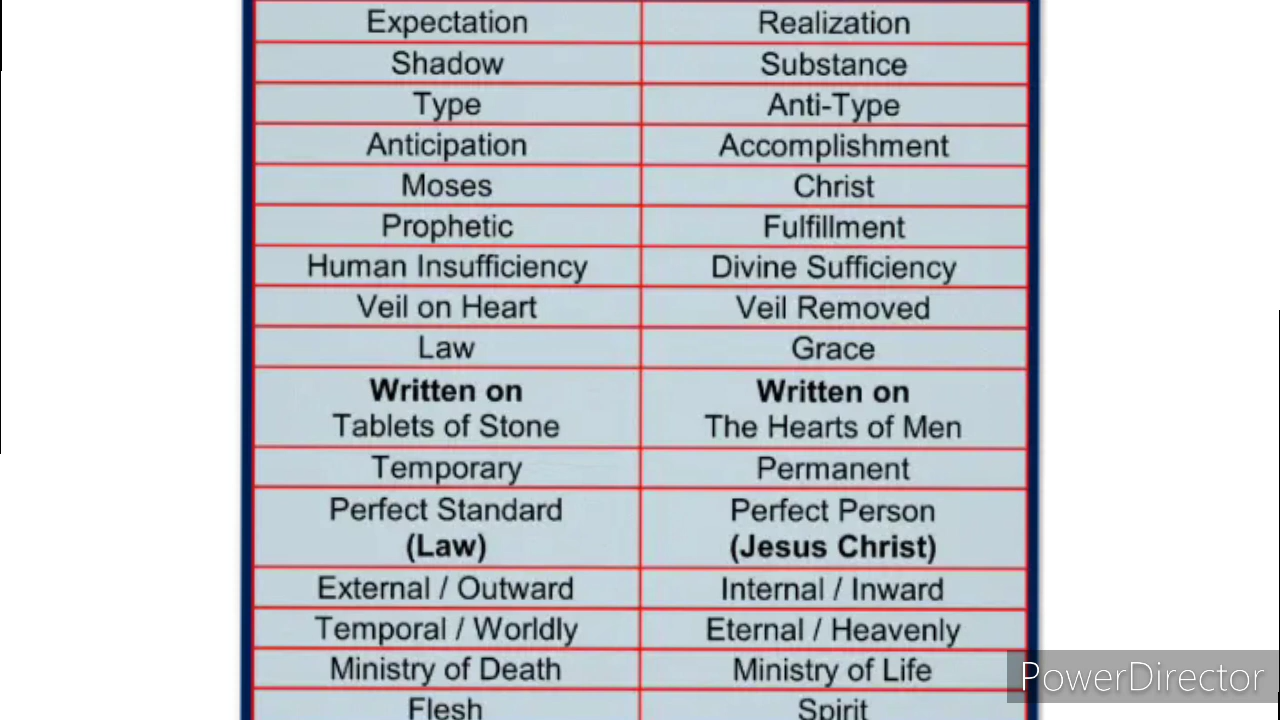 Expectation Realization
Shadow Substance
Type Anti-Type
Anticipation Accomplishment
Moses Christ
Prophetic Fulfillment
Human Insufficiency Divine Sufficiency
Veil on Heart Veil Removed
Law Grace
Written on Written on
Tablets of Stone The Hearts of Men
Temporary Permanent
Perfect Standard Perfect Person
(Law) (Jesus Christ)
External / Outward Internal / Inward
Temporal / Worldly Eternal / Heavenly
Ministry of Death Ministry of Life
Flesh Spirit
PowerDirector